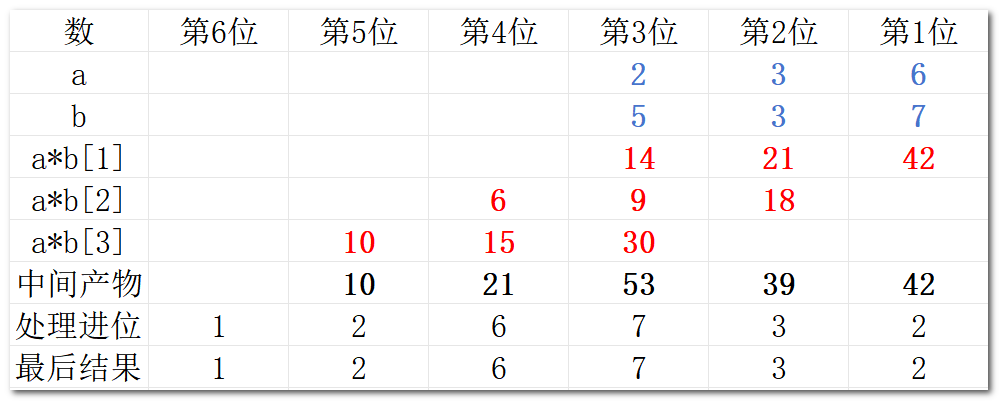 数 第6位 第5位 第4位 第3位 第2位 第1位
a 2 3 6
b 5 3 7
a*b[1] 14 21 42
a*b[2] 6 9 18
a*b[3] 10 15 30
中间产物 10 21 53 39 42
处理进位 1 2 6 7 3 2
最后结果 1 2 6 7 3 2